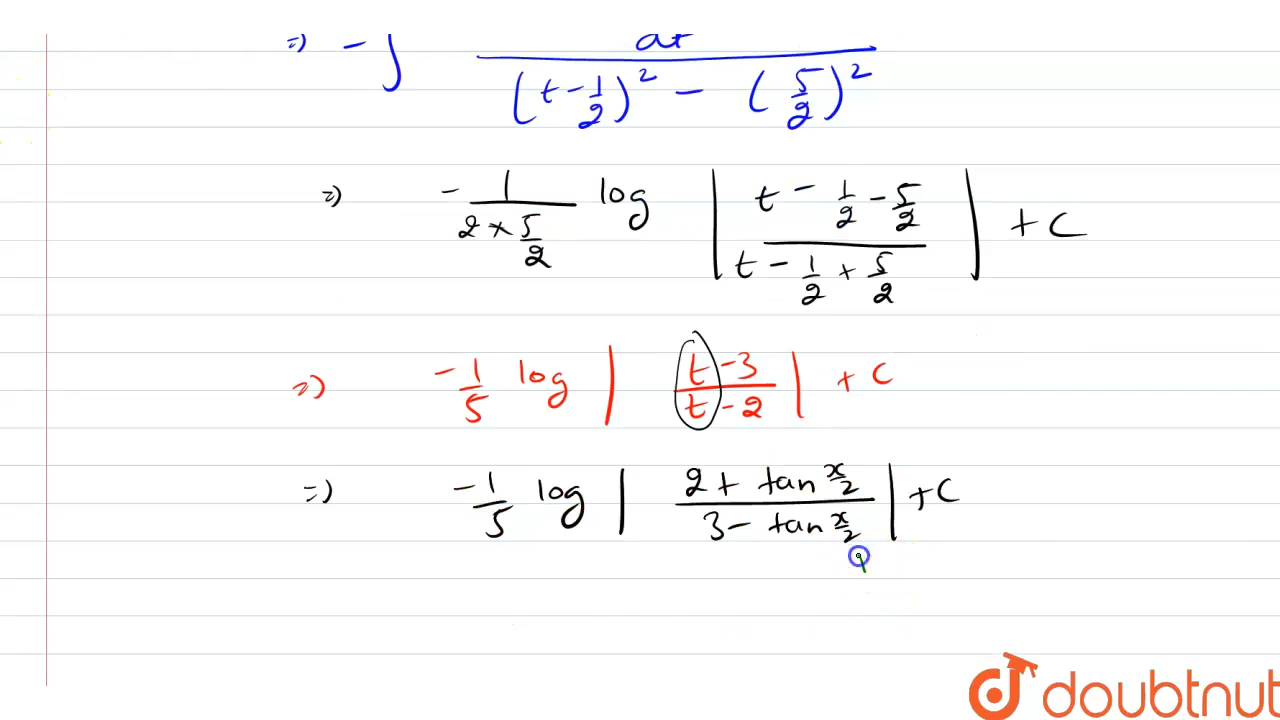 ⇒ - ∫ dt / (t - 1/2)² - (5/2)²
⇒ - 1/(2 × 5/2) log | (t - 1/2 - 5/2) / (t - 1/2 + 5/2) | + C
⇒ -1/5 log | (t - 3) / (t - 2) | + C
⇒ -1/5 log | (2 + tan x/2) / (3 - tan x/2) | + C
doubtnut